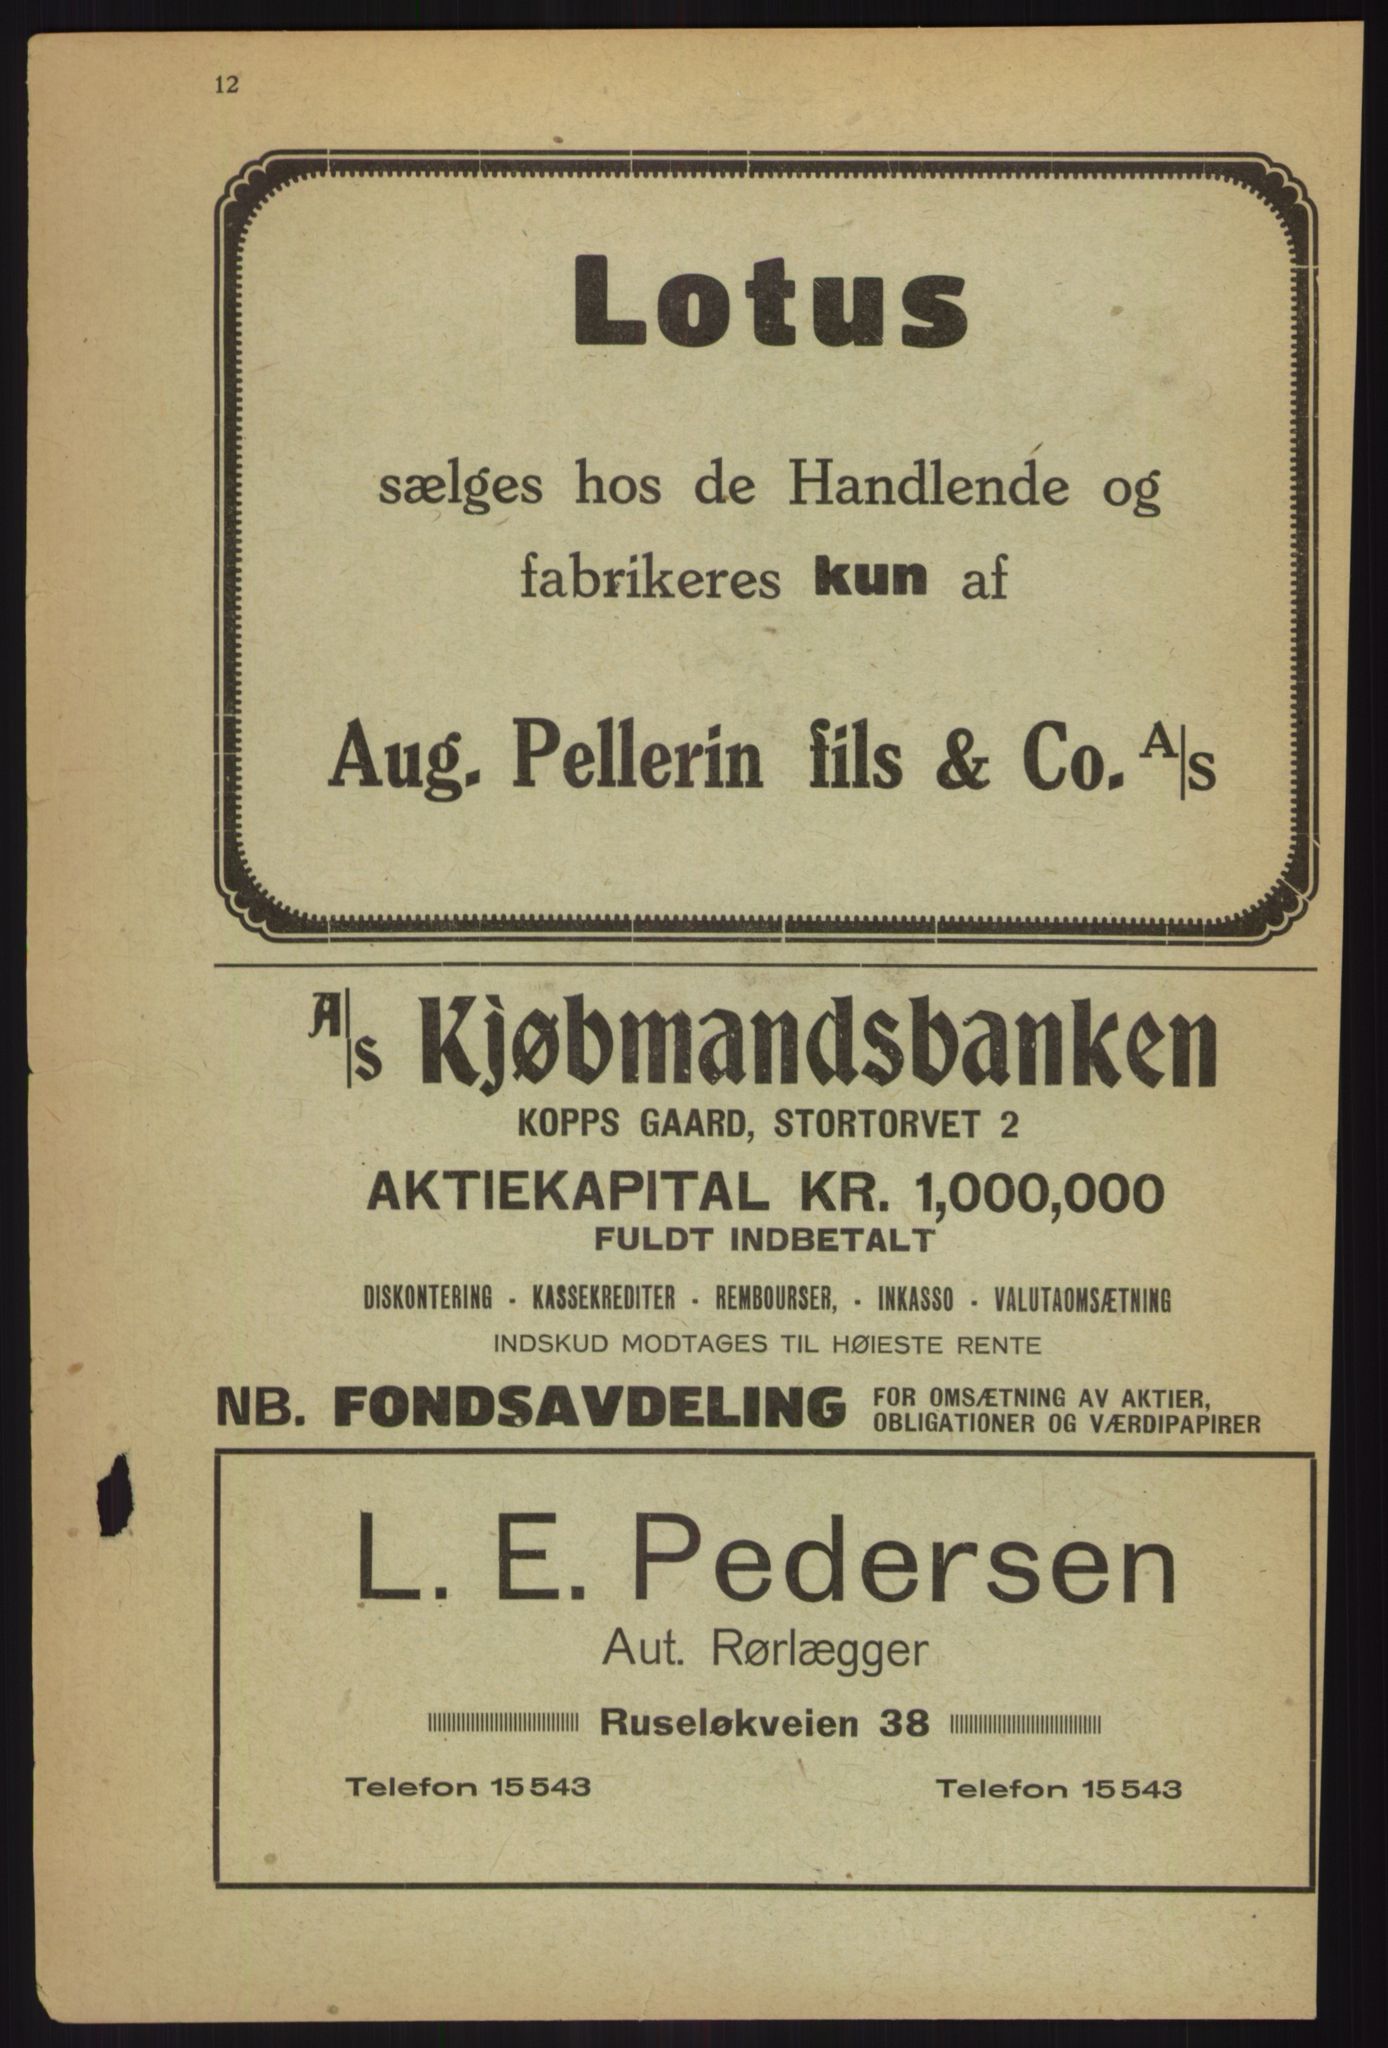 12
Lotus
sælges hos de Handlende og
fabrikeres kun af
Aug. Pellerin fils & Co. A/s
A/s Kjøbmandsbanken
KOPPS GAARD, STORTORVET 2
AKTIEKAPITAL KR. 1,000,000
FULDT INDBETALT
DISKONTERING - KASSEKREDITER - REMBOURSER, - INKASSO - VALUTAOMSÆTNING
INDSKUD MODTAGES TIL HØIESTE RENTE
NB. FONDSAVDELING FOR OMSÆTNING AV AKTIER,
OBLIGATIONER OG VÆRDIPAPIRER
L. E. Pedersen
Aut. Rørlægger
Ruseløkveien 38
Telefon 15543 Telefon 15543